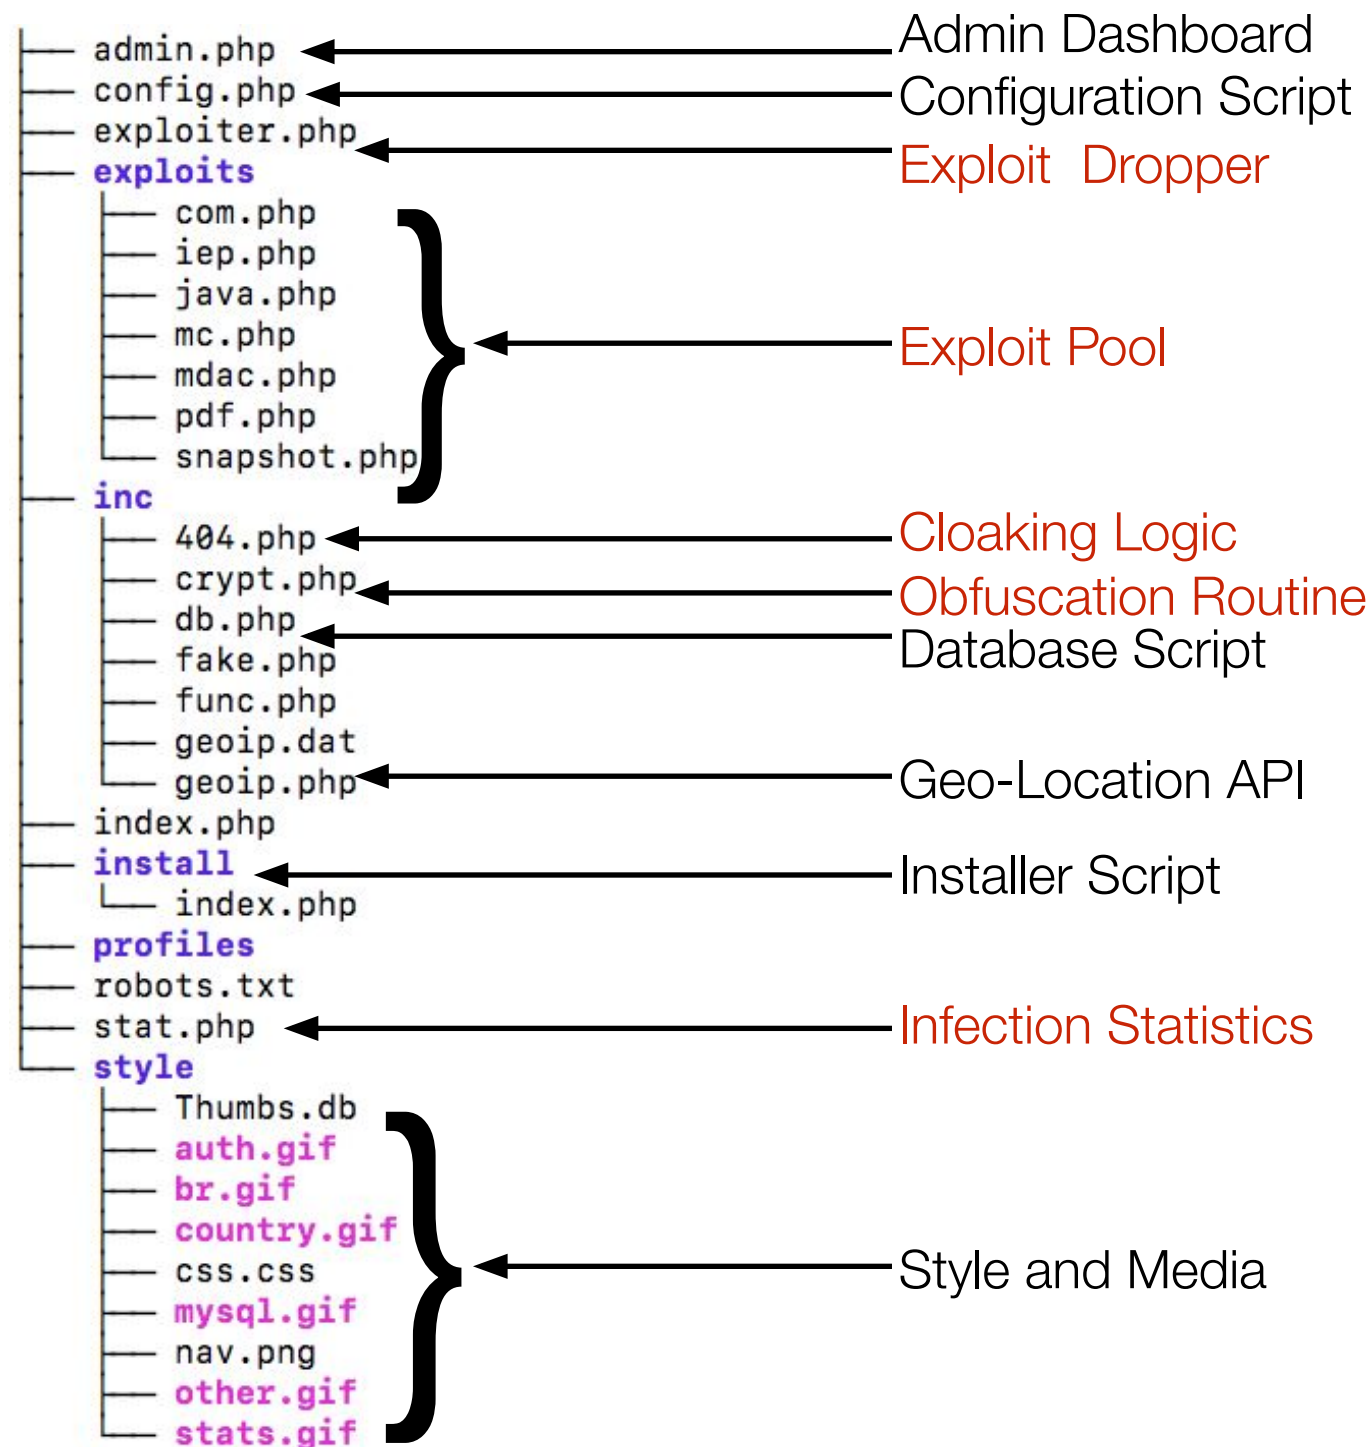 admin.php Admin Dashboard
config.php Configuration Script
exploiter.php
exploits Exploit Dropper
com.php
iep.php
java.php
mc.php Exploit Pool
mdac.php
pdf.php
snapshot.php
inc
404.php Cloaking Logic
crypt.php Obfuscation Routine
db.php Database Script
fake.php
func.php
geoip.dat
geoip.php Geo-Location API
index.php
install Installer Script
index.php
profiles
robots.txt
stat.php Infection Statistics
style
Thumbs.db
auth.gif
br.gif
country.gif
css.css Style and Media
mysql.gif
nav.png
other.gif
stats.gif